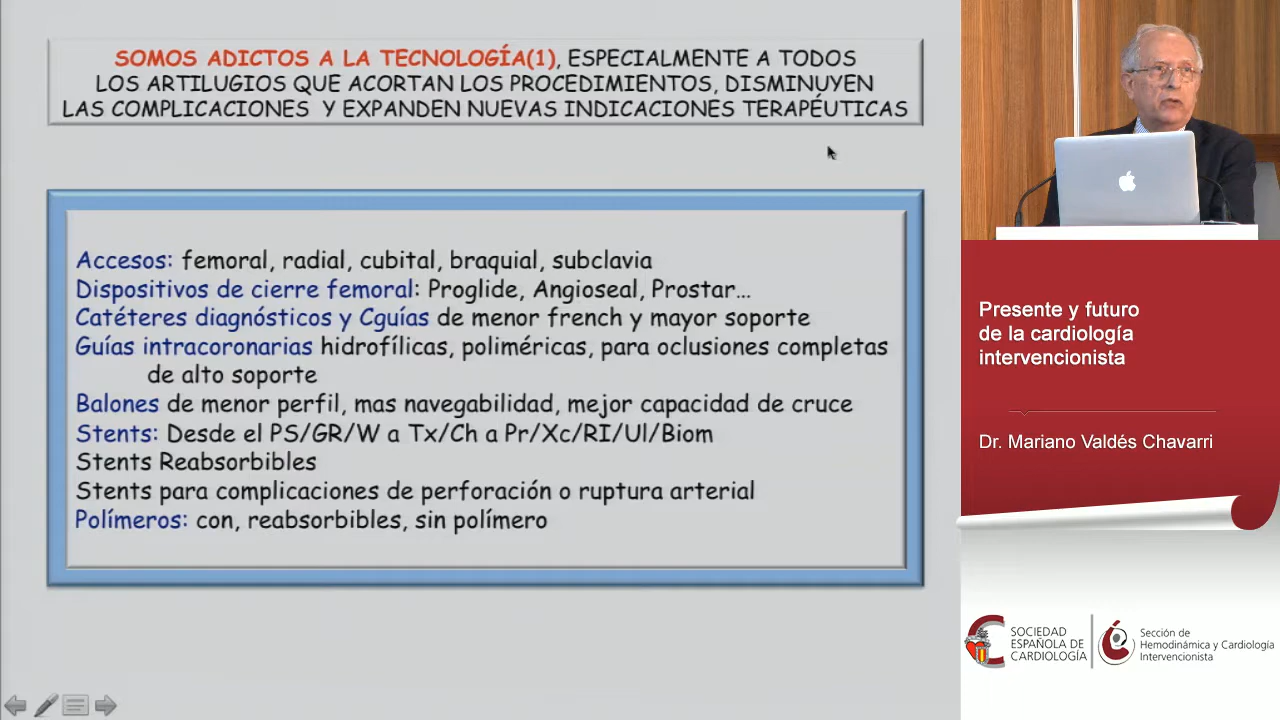 SOMOS ADICTOS A LA TECNOLOGÍA(1), ESPECIALMENTE A TODOS
LOS ARTILUGIOS QUE ACORTAN LOS PROCEDIMIENTOS, DISMINUYEN
LAS COMPLICACIONES Y EXPANDEN NUEVAS INDICACIONES TERAPÉUTICAS
Accesos: femoral, radial, cubital, braquial, subclavia
Dispositivos de cierre femoral: Proglide, Angioseal, Prostar...
Catéteres diagnósticos y Cguías de menor french y mayor soporte
Guías intracoronarias hidrofílicas, poliméricas, para oclusiones completas
de alto soporte
Balones de menor perfil, mas navegabilidad, mejor capacidad de cruce
Stents: Desde el PS/GR/W a Tx/Ch a Pr/Xc/RI/Ul/Biom
Stents Reabsorbibles
Stents para complicaciones de perforación o ruptura arterial
Polímeros: con, reabsorbibles, sin polímero
Presente y futuro
de la cardiología
intervencionista
Dr. Mariano Valdés Chavarri
SOCIEDAD
ESPAÑOLA DE
CARDIOLOGÍA
Sección de
Hemodinámica y Cardiología
Intervencionista